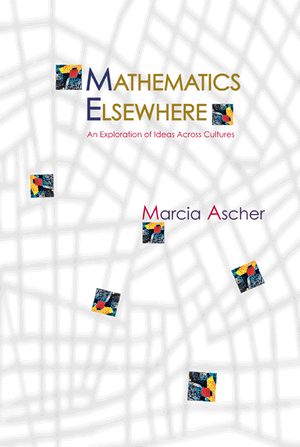 MATHEMATICS
ELSEWHERE
An Exploration of Ideas Across Cultures
Marcia Ascher